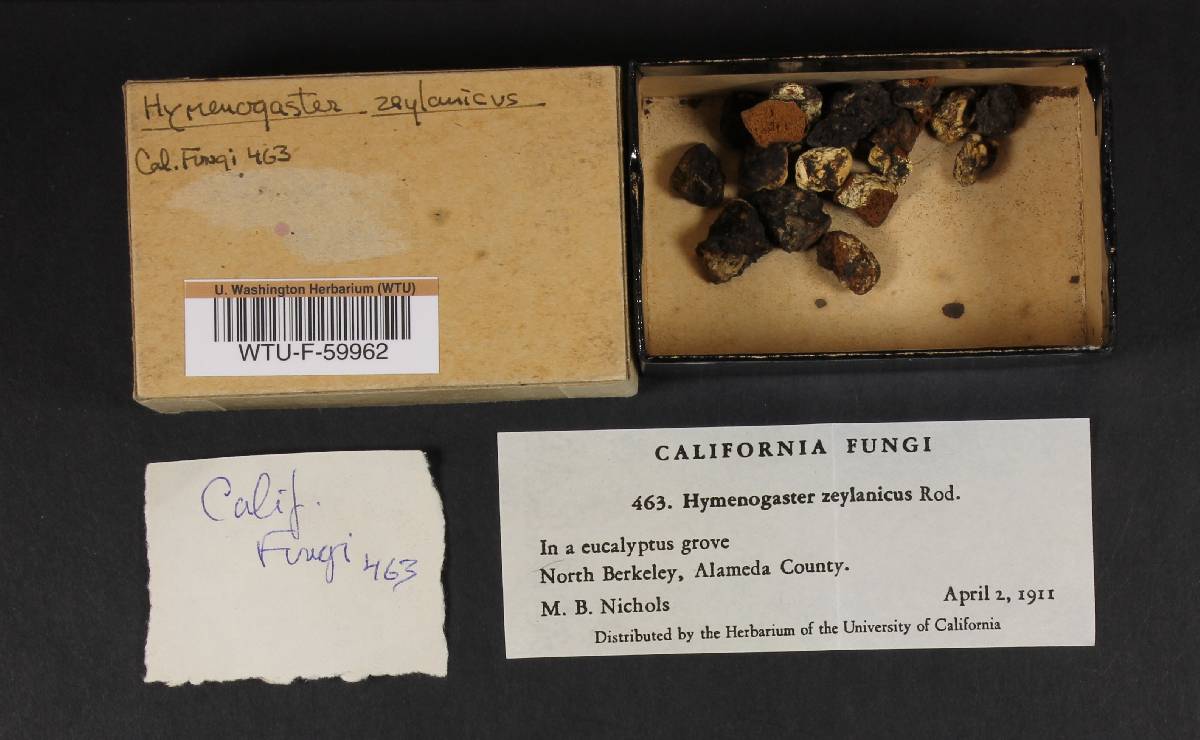 Hymenogaster zeylanicus
Cal. Fungi 463
U. Washington Herbarium (WTU)
WTU-F-59962
Calif.
Fungi 463
CALIFORNIA FUNGI
463. Hymenogaster zeylanicus Rod.
In a eucalyptus grove
North Berkeley, Alameda County.
M. B. Nichols April 2, 1911
Distributed by the Herbarium of the University of California